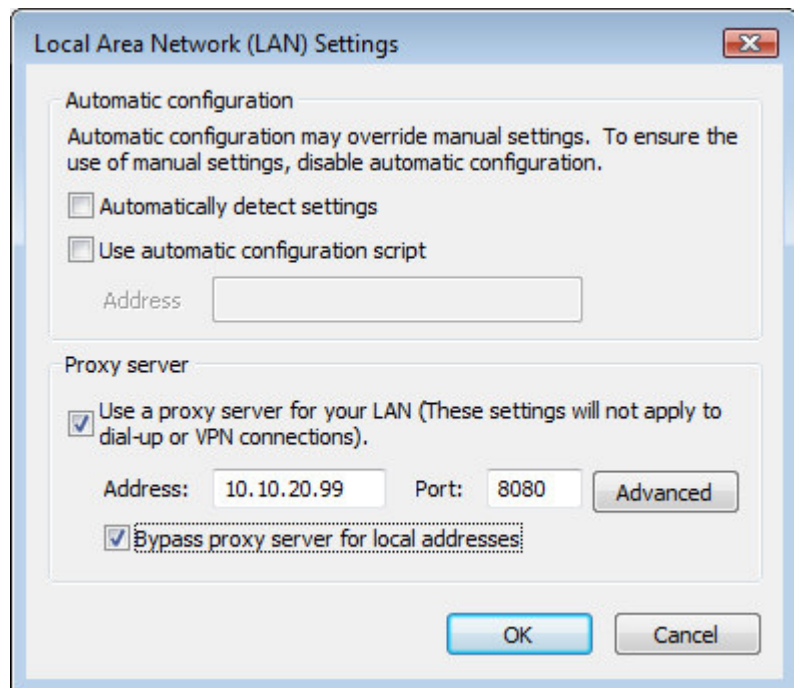 Local Area Network (LAN) Settings
Automatic configuration
Automatic configuration may override manual settings.  To ensure the
use of manual settings, disable automatic configuration.
Automatically detect settings
Use automatic configuration script
Address
Proxy server
Use a proxy server for your LAN (These settings will not apply to
dial-up or VPN connections).
Address: 10.10.20.99 Port: 8080 Advanced
Bypass proxy server for local addresses
OK Cancel